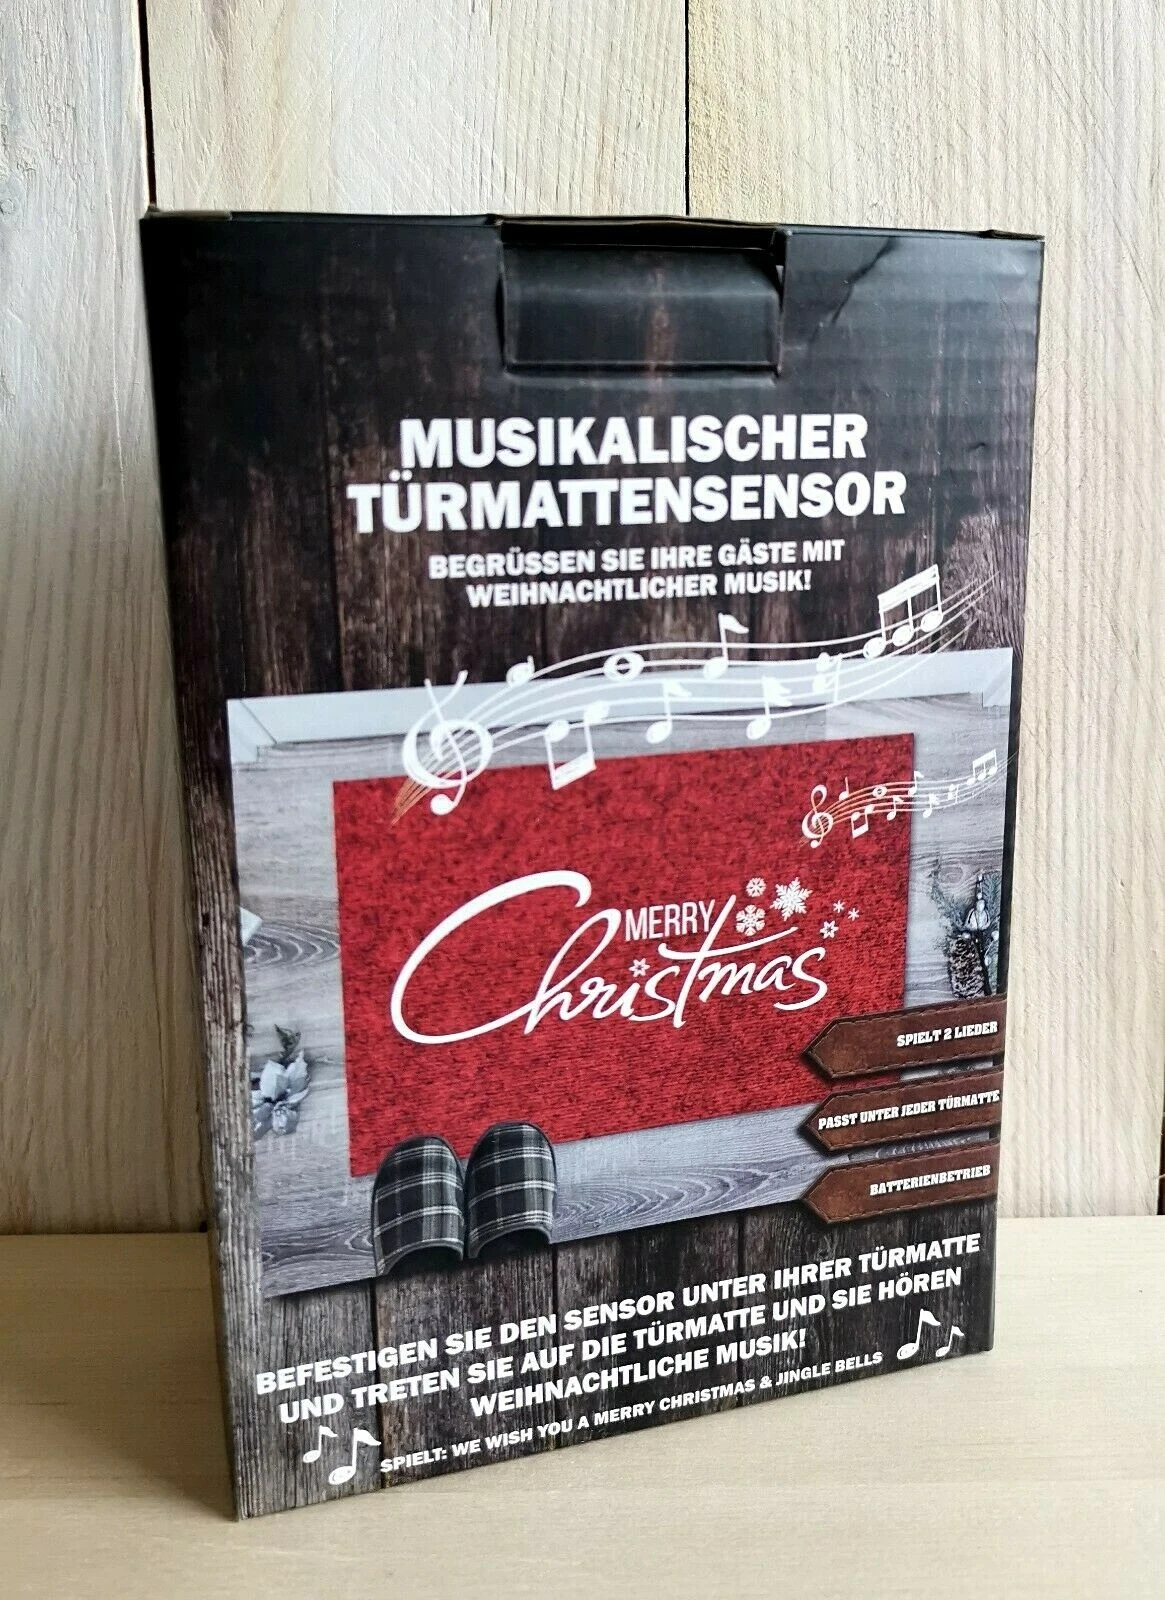 MUSIKALISCHER
TÜRMATTENSENSOR
BEGRÜSSEN SIE IHRE GÄSTE MIT
WEIHNACHTLICHER MUSIK!
MERRY
Christmas
SPIELT 2 LIEDER
PASST UNTER JEDER TÜRMATTE
BATTERIENBETRIEB
BEFESTIGEN SIE DEN SENSOR UNTER IHRER TÜRMATTE
UND TRETEN SIE AUF DIE TÜRMATTE UND SIE HÖREN
WEIHNACHTLICHE MUSIK!
SPIELT: WE WISH YOU A MERRY CHRISTMAS & JINGLE BELLS